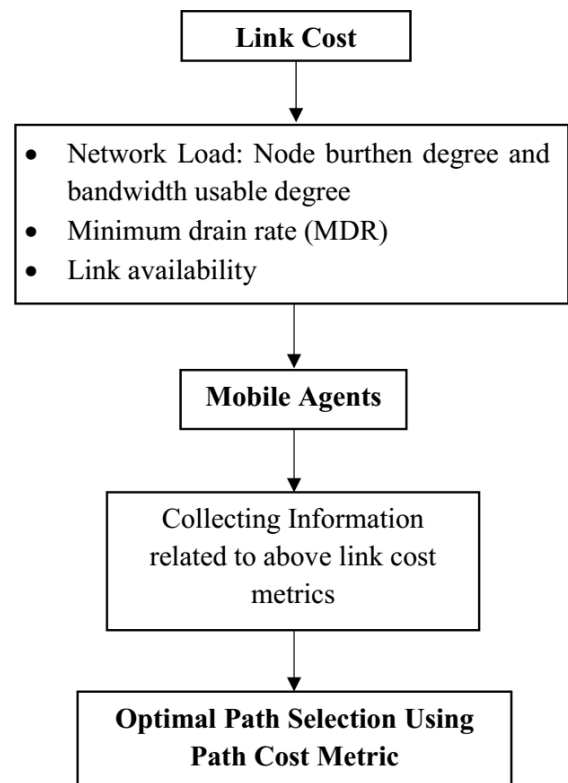 Link Cost
• Network Load: Node burthen degree and
bandwidth usable degree
• Minimum drain rate (MDR)
• Link availability
Mobile Agents
Collecting Information
related to above link cost
metrics
Optimal Path Selection Using
Path Cost Metric